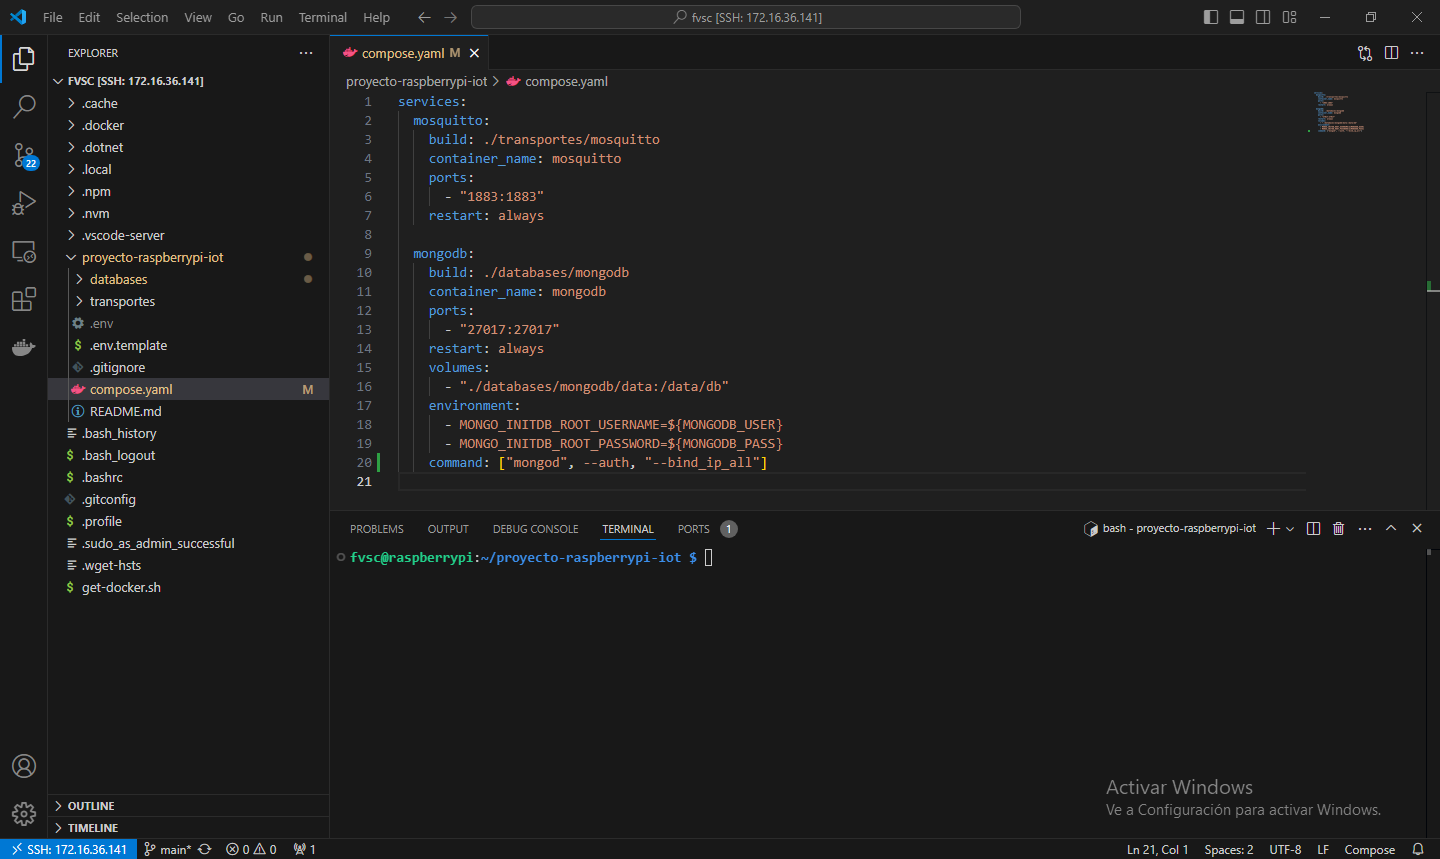 File Edit Selection View Go Run Terminal Help
fvsc [SSH: 172.16.36.141]
EXPLORER
FVSC [SSH: 172.16.36.141]
.cache
.docker
.dotnet
.local
.npm
.nvm
.vscode-server
proyecto-raspberrypi-iot
databases
transportes
.env
.env.template
.gitignore
compose.yaml M
README.md
.bash_history
.bash_logout
.bashrc
.gitconfig
.profile
.sudo_as_admin_successful
.wget-hsts
get-docker.sh
OUTLINE
TIMELINE
22
compose.yaml M
proyecto-raspberrypi-iot > compose.yaml
1 services:
2   mosquitto:
3     build: ./transportes/mosquitto
4     container_name: mosquitto
5     ports:
6       - "1883:1883"
7     restart: always
8
9   mongodb:
10     build: ./databases/mongodb
11     container_name: mongodb
12     ports:
13       - "27017:27017"
14     restart: always
15     volumes:
16       - "./databases/mongodb/data:/data/db"
17     environment:
18       - MONGO_INITDB_ROOT_USERNAME=${MONGODB_USER}
19       - MONGO_INITDB_ROOT_PASSWORD=${MONGODB_PASS}
20     command: ["mongod", --auth, "--bind_ip_all"]
21
PROBLEMS OUTPUT DEBUG CONSOLE TERMINAL PORTS 1
bash - proyecto-raspberrypi-iot
fvsc@raspberrypi:~/proyecto-raspberrypi-iot $
Activar Windows
Ve a Configuración para activar Windows.
SSH: 172.16.36.141 main* 0 0 1 Ln 21, Col 1 Spaces: 2 UTF-8 LF Compose